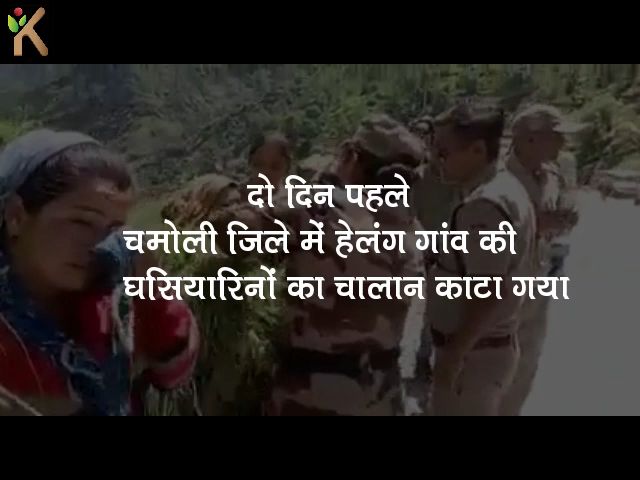 दो दिन पहले
चमोली जिले में हेलंग गांव की
घसियारिनों का चालान काटा गया
K